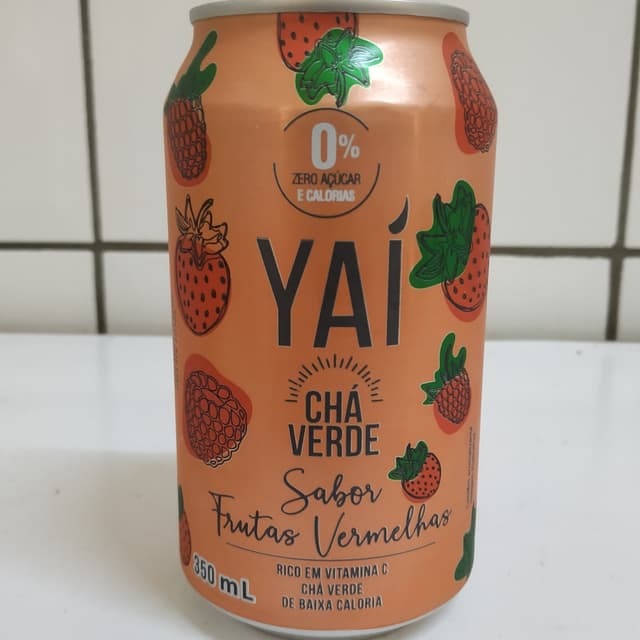 0%
ZERO AÇÚCAR
E CALORIAS
YAÍ
CHÁ
VERDE
Sabor
Frutas Vermelhas
350 mL
RICO EM VITAMINA C
CHÁ VERDE
DE BAIXA CALORIA